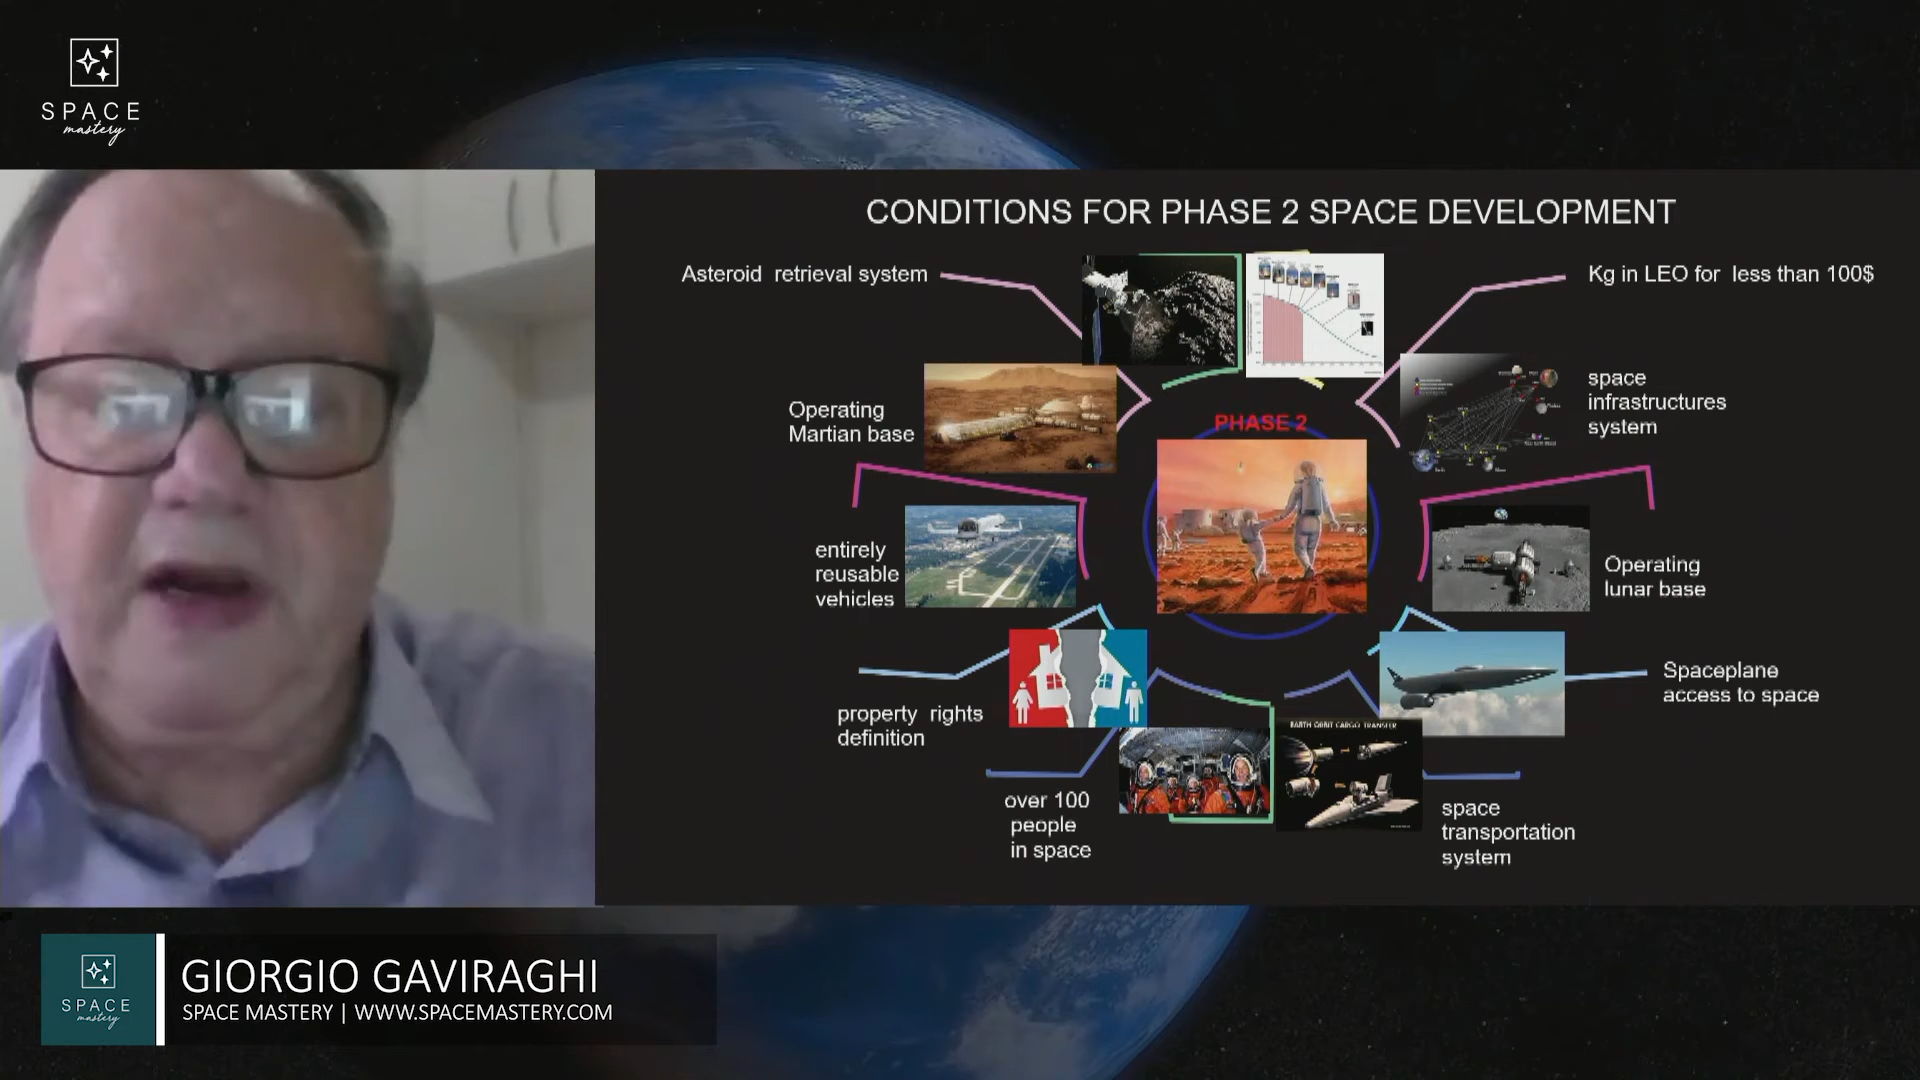 SPACE
mastery
CONDITIONS FOR PHASE 2 SPACE DEVELOPMENT
Asteroid retrieval system
Kg in LEO for less than 100$
Operating
Martian base
space
infrastructures
system
PHASE 2
entirely
reusable
vehicles
Operating
lunar base
property rights
definition
Spaceplane
access to space
EARTH ORBIT CARGO TRANSFER
over 100
people
in space
space
transportation
system
SPACE
mastery
GIORGIO GAVIRAGHI
SPACE MASTERY | WWW.SPACEMASTERY.COM